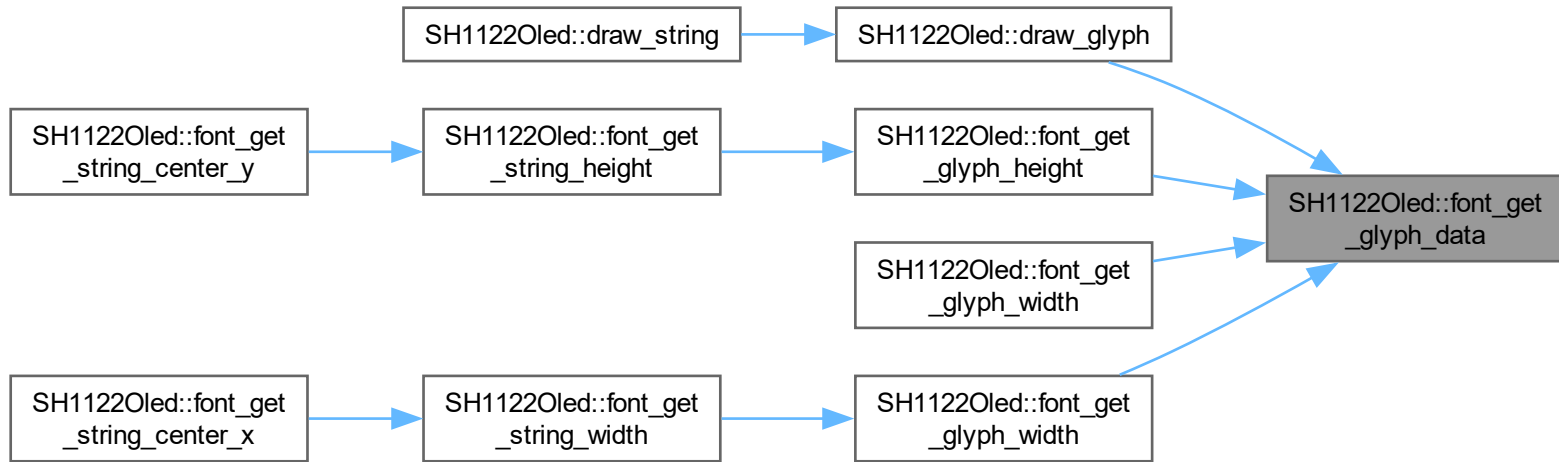 SH1122Oled::draw_string
SH1122Oled::draw_glyph
SH1122Oled::font_get
_string_center_y
SH1122Oled::font_get
_string_height
SH1122Oled::font_get
_glyph_height
SH1122Oled::font_get
_glyph_data
SH1122Oled::font_get
_glyph_width
SH1122Oled::font_get
_string_center_x
SH1122Oled::font_get
_string_width
SH1122Oled::font_get
_glyph_width